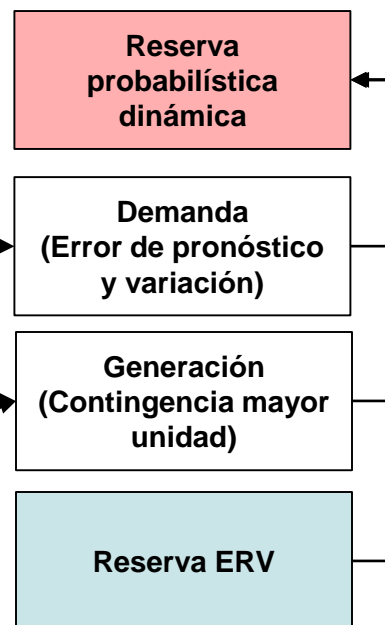 Reserva
probabilística
dinámica
Demanda
(Error de pronóstico
y variación)
Generación
(Contingencia mayor
unidad)
Reserva ERV